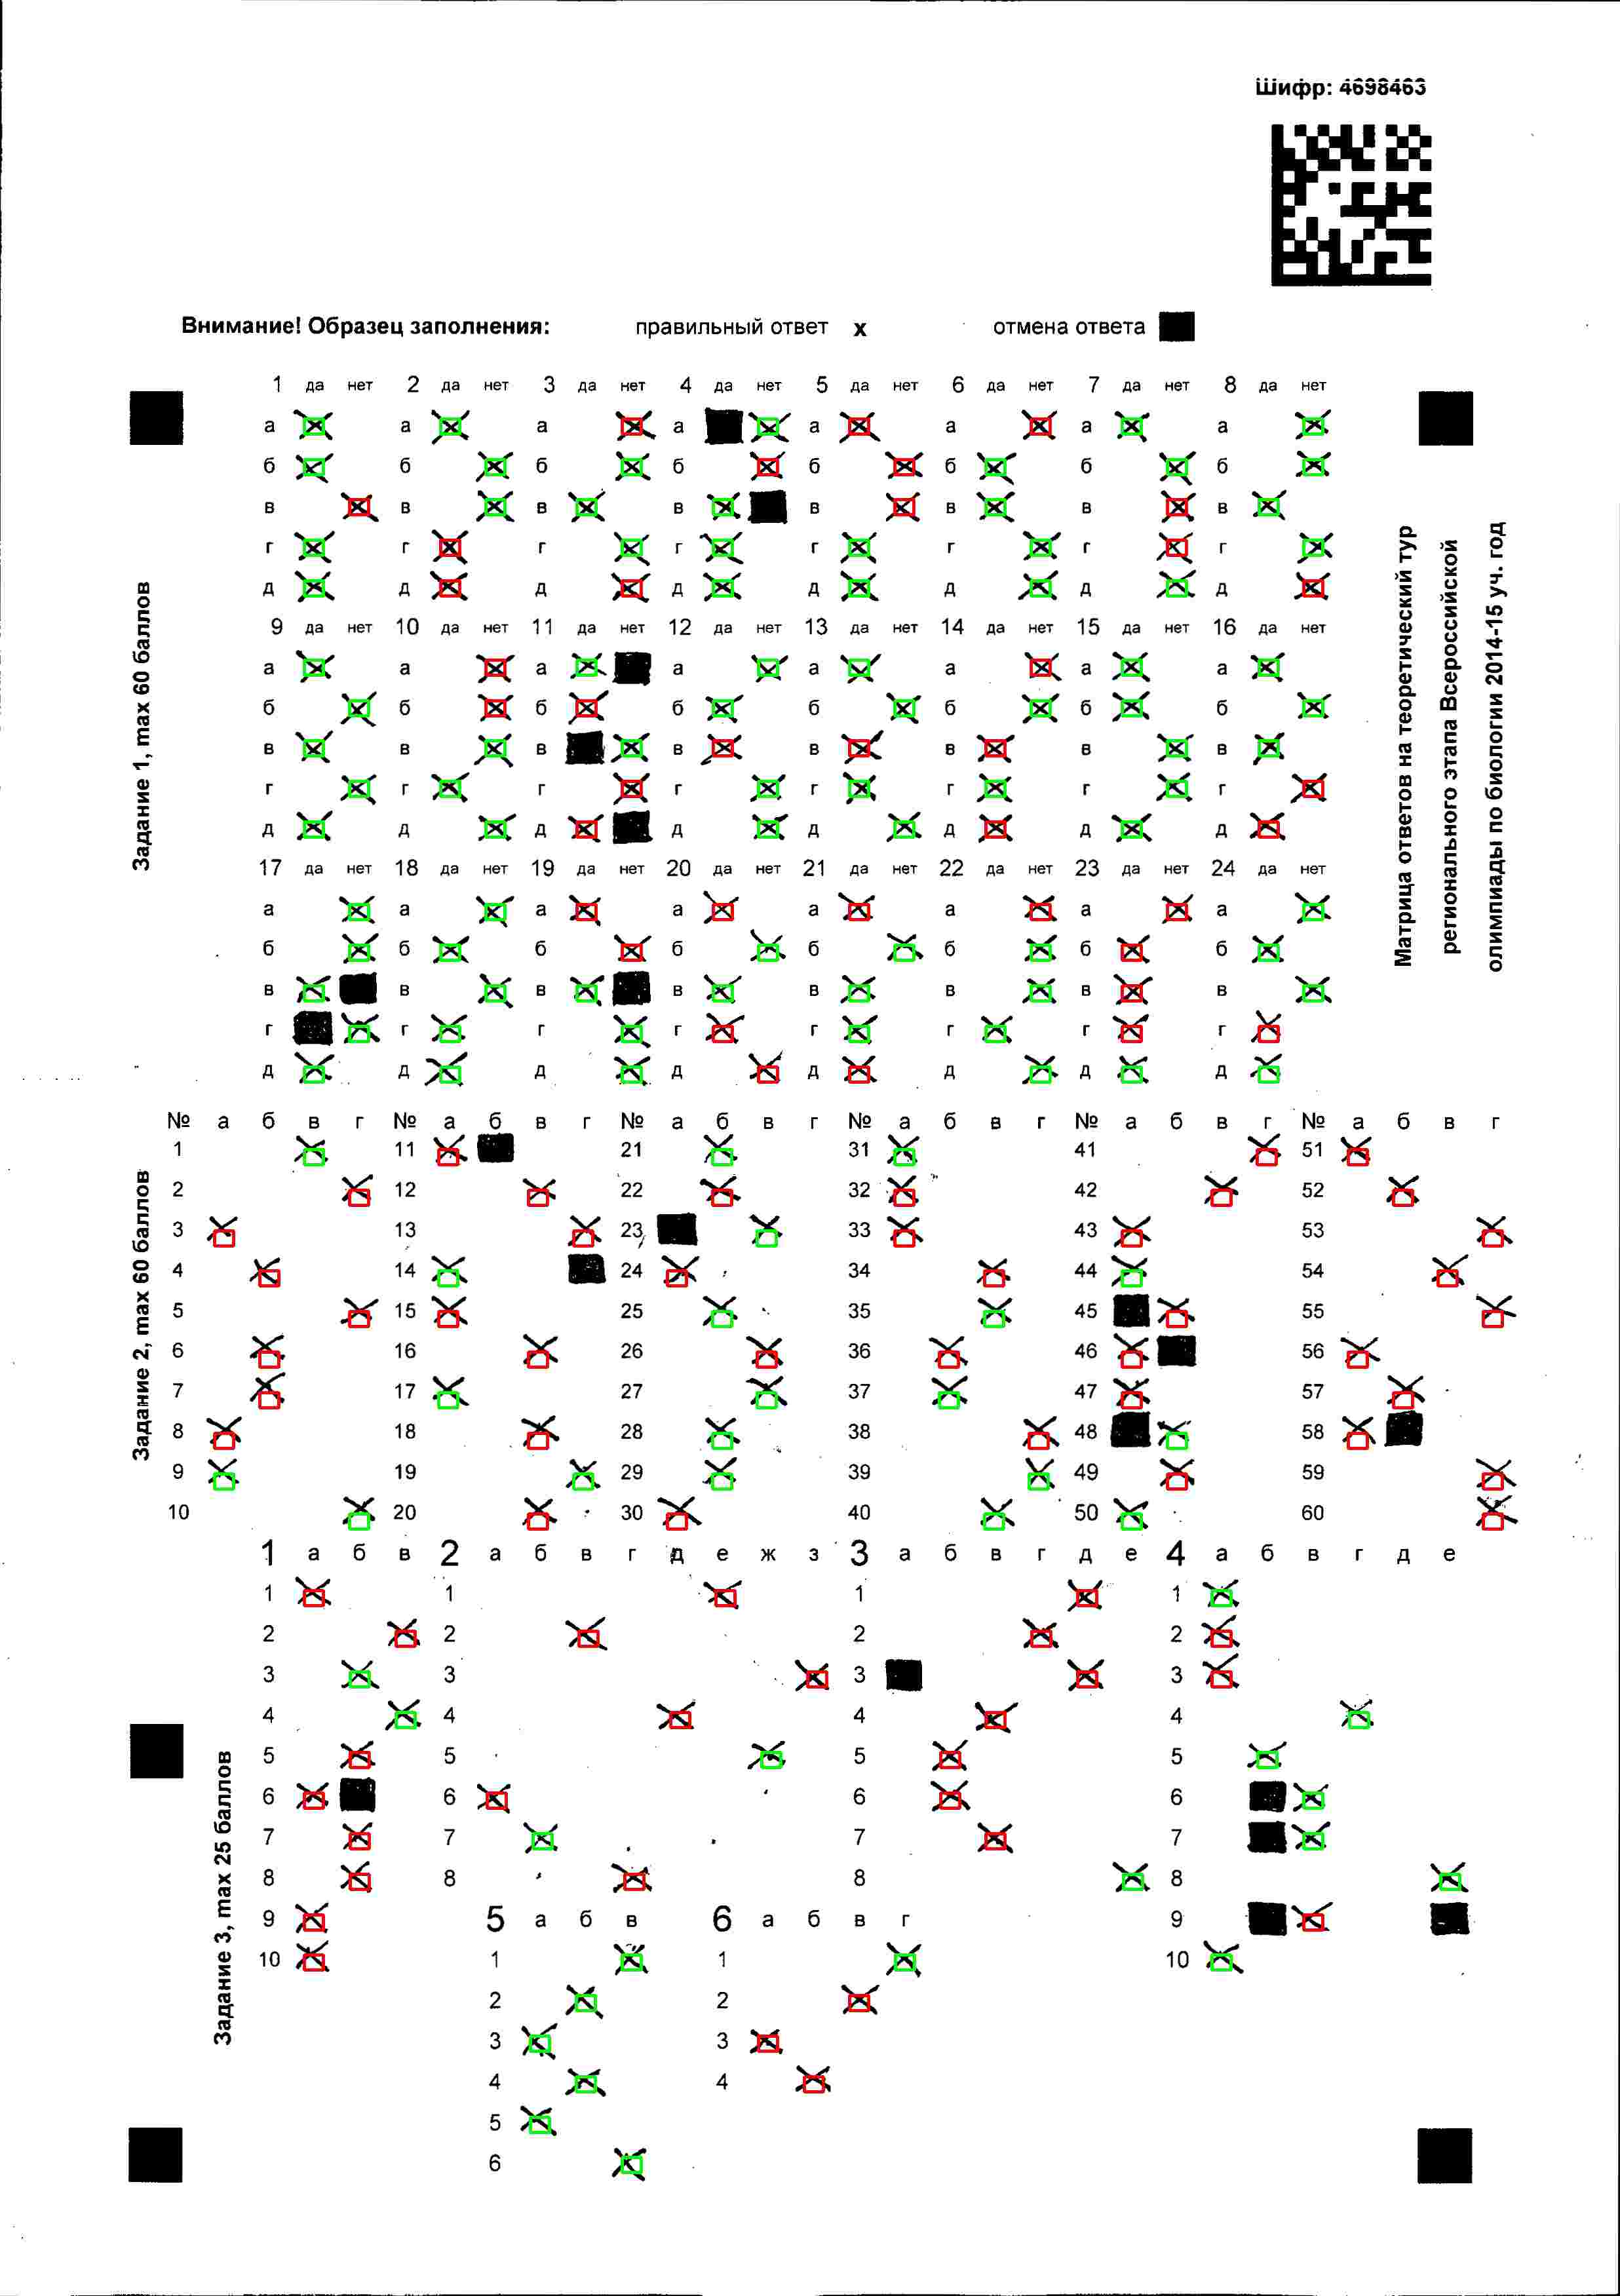 Шифр: 4698463
Внимание! Образец заполнения: правильный ответ x отмена ответа
Задание 1, max 60 баллов
1 да нет 2 да нет 3 да нет 4 да нет 5 да нет 6 да нет 7 да нет 8 да нет
а а а а а а а а
б б б б б б б б
в в в в в в в в
г г г г г г г г
д д д д д д д д
9 да нет 10 да нет 11 да нет 12 да нет 13 да нет 14 да нет 15 да нет 16 да нет
а а а а а а а а
б б б б б б б б
в в в в в в в в
г г г г г г г г
д д д д д д д д
17 да нет 18 да нет 19 да нет 20 да нет 21 да нет 22 да нет 23 да нет 24 да нет
а а а а а а а а
б б б б б б б б
в в в в в в в в
г г г г г г г г
д д д д д д д д
Матрица ответов на теоретический тур
регионального этапа Всероссийской
олимпиады по биологии 2014-15 уч. год
Задание 2, max 60 баллов
№ а б в г № а б в г № а б в г № а б в г № а б в г № а б в г
1 11 21 31 41 51
2 12 22 32 42 52
3 13 23 33 43 53
4 14 24 34 44 54
5 15 25 35 45 55
6 16 26 36 46 56
7 17 27 37 47 57
8 18 28 38 48 58
9 19 29 39 49 59
10 20 30 40 50 60
Задание 3, max 25 баллов
1 а б в 2 а б в г д е ж з 3 а б в г д е 4 а б в г д е
1 1 1 1
2 2 2 2
3 3 3 3
4 4 4 4
5 5 5 5
6 6 6 6
7 7 7 7
8 8 8 8
9 5 а б в 6 а б в г 9
10 1 1 10
2 2
3 3
4 4
5
6